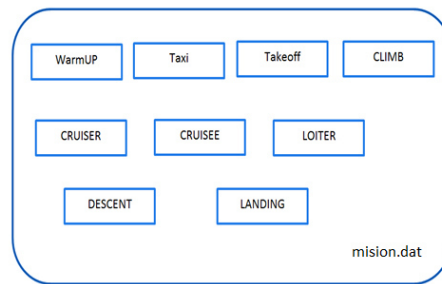 WarmUP Taxi Takeoff CLIMB
CRUISER CRUISEE LOITER
DESCENT LANDING
mision.dat